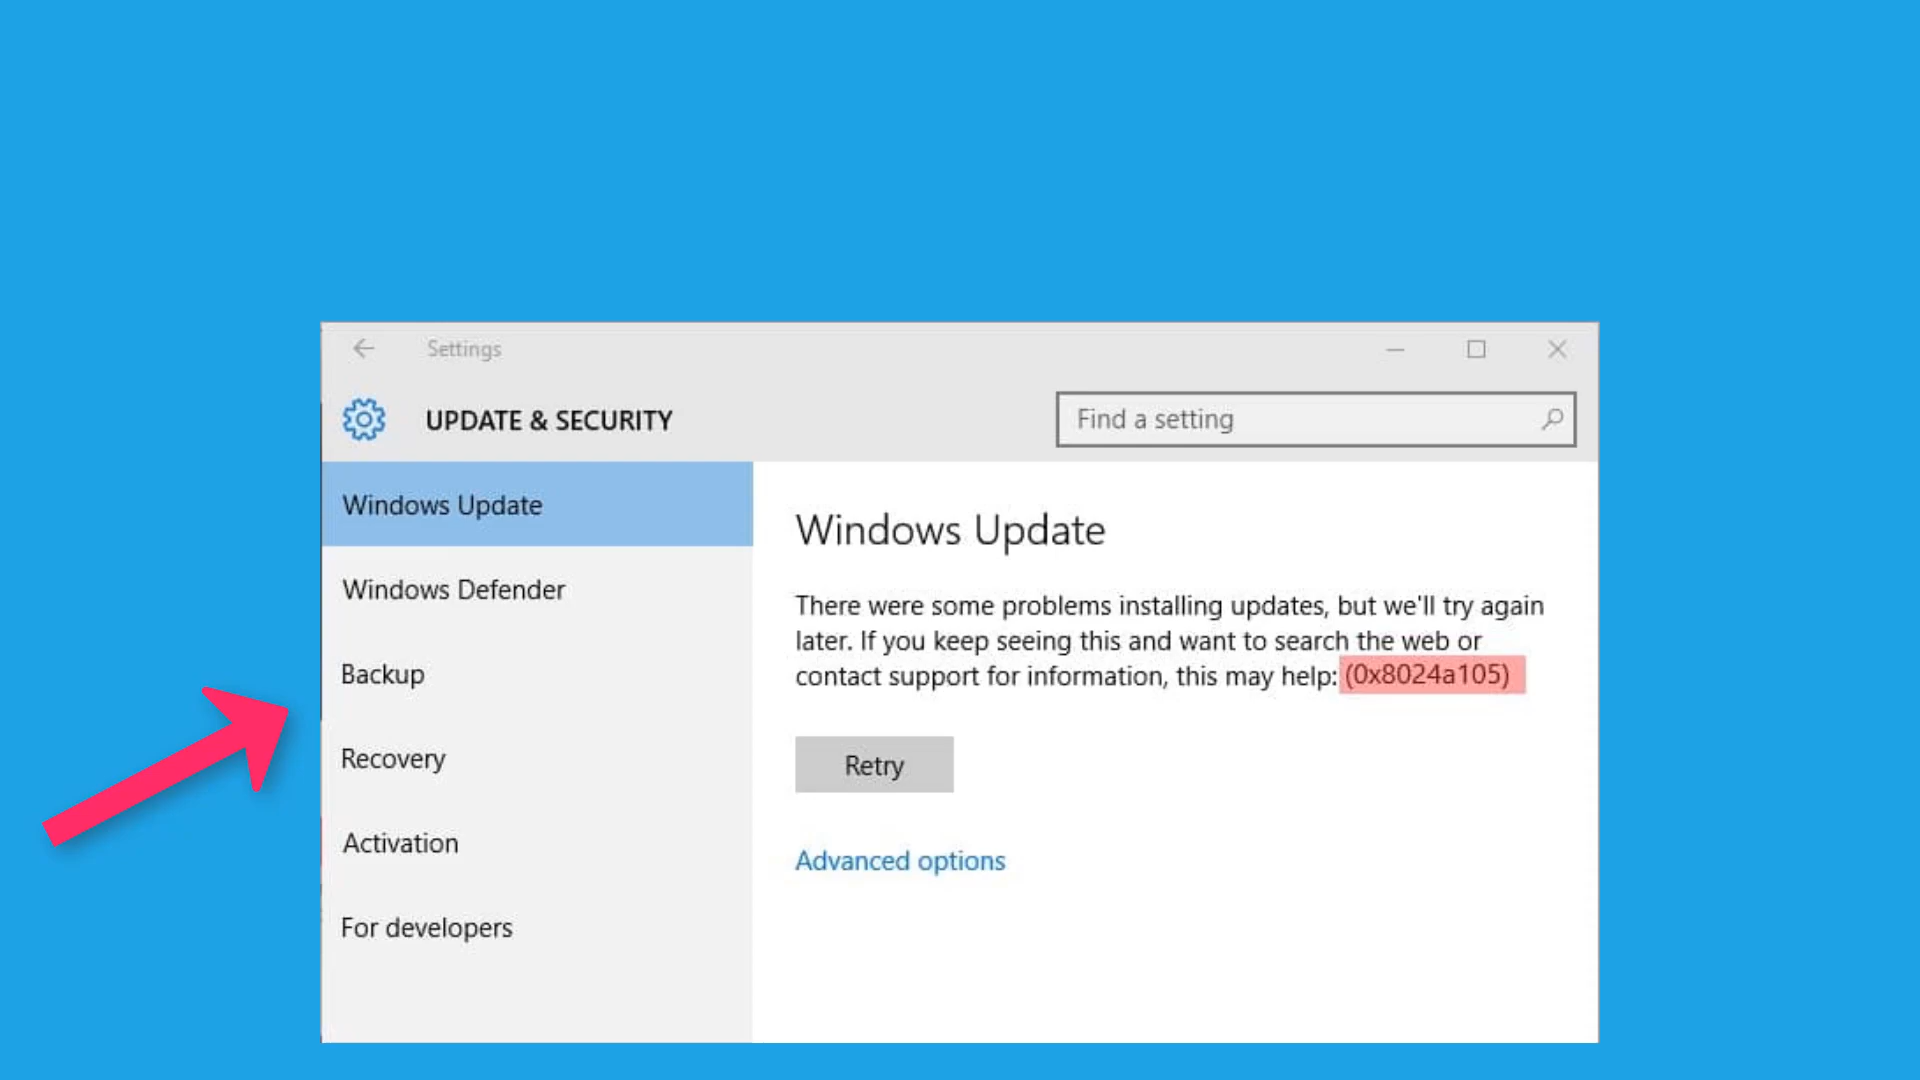 Settings
UPDATE & SECURITY
Find a setting
Windows Update
Windows Defender
Backup
Recovery
Activation
For developers
Windows Update
There were some problems installing updates, but we'll try again
later. If you keep seeing this and want to search the web or
contact support for information, this may help: (0x8024a105)
Retry
Advanced options